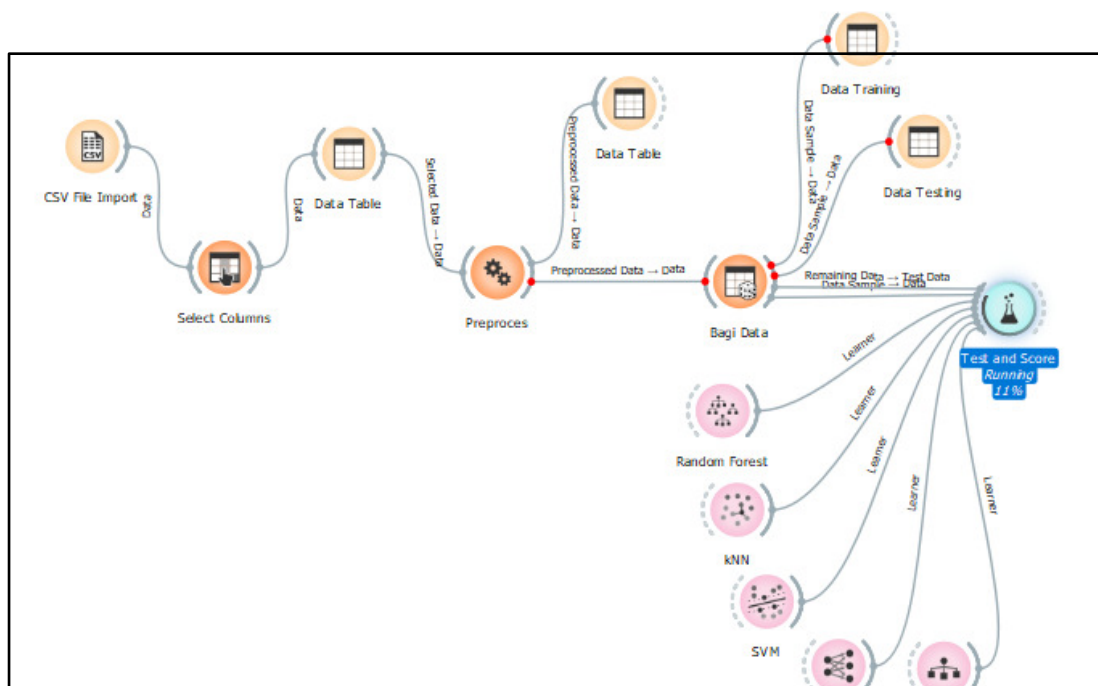 Data Training
Data Sample → Data
Data Table
Data Testing
CSV
CSV File Import
Data
Data Table
Data
Selected Data → Data
Preprocessed Data → Data
Data Sample → Data
Select Columns
Preproces
Preprocessed Data → Data
Bagi Data
Remaining Data → Test Data
Data Sample → Data
Test and Score
Running
11%
Learner
Random Forest
Learner
kNN
Learner
SVM
Learner
Learner